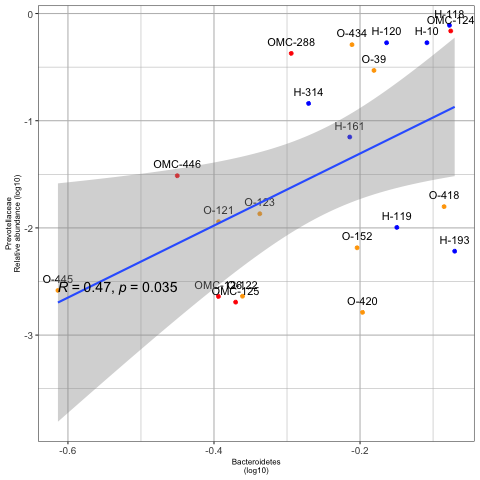 0
-1
-2
-3
-0.6
-0.4
-0.2
Prevotellaceae
Relative abundance (log10)
Bacteroidetes
(log10)
H-118
OMC-124
O-434
H-120
H-10
OMC-288
O-39
H-314
H-161
OMC-446
O-418
O-121
O-123
H-119
O-152
H-193
O-445
R = 0.47, p = 0.035
OMC-125
O-420